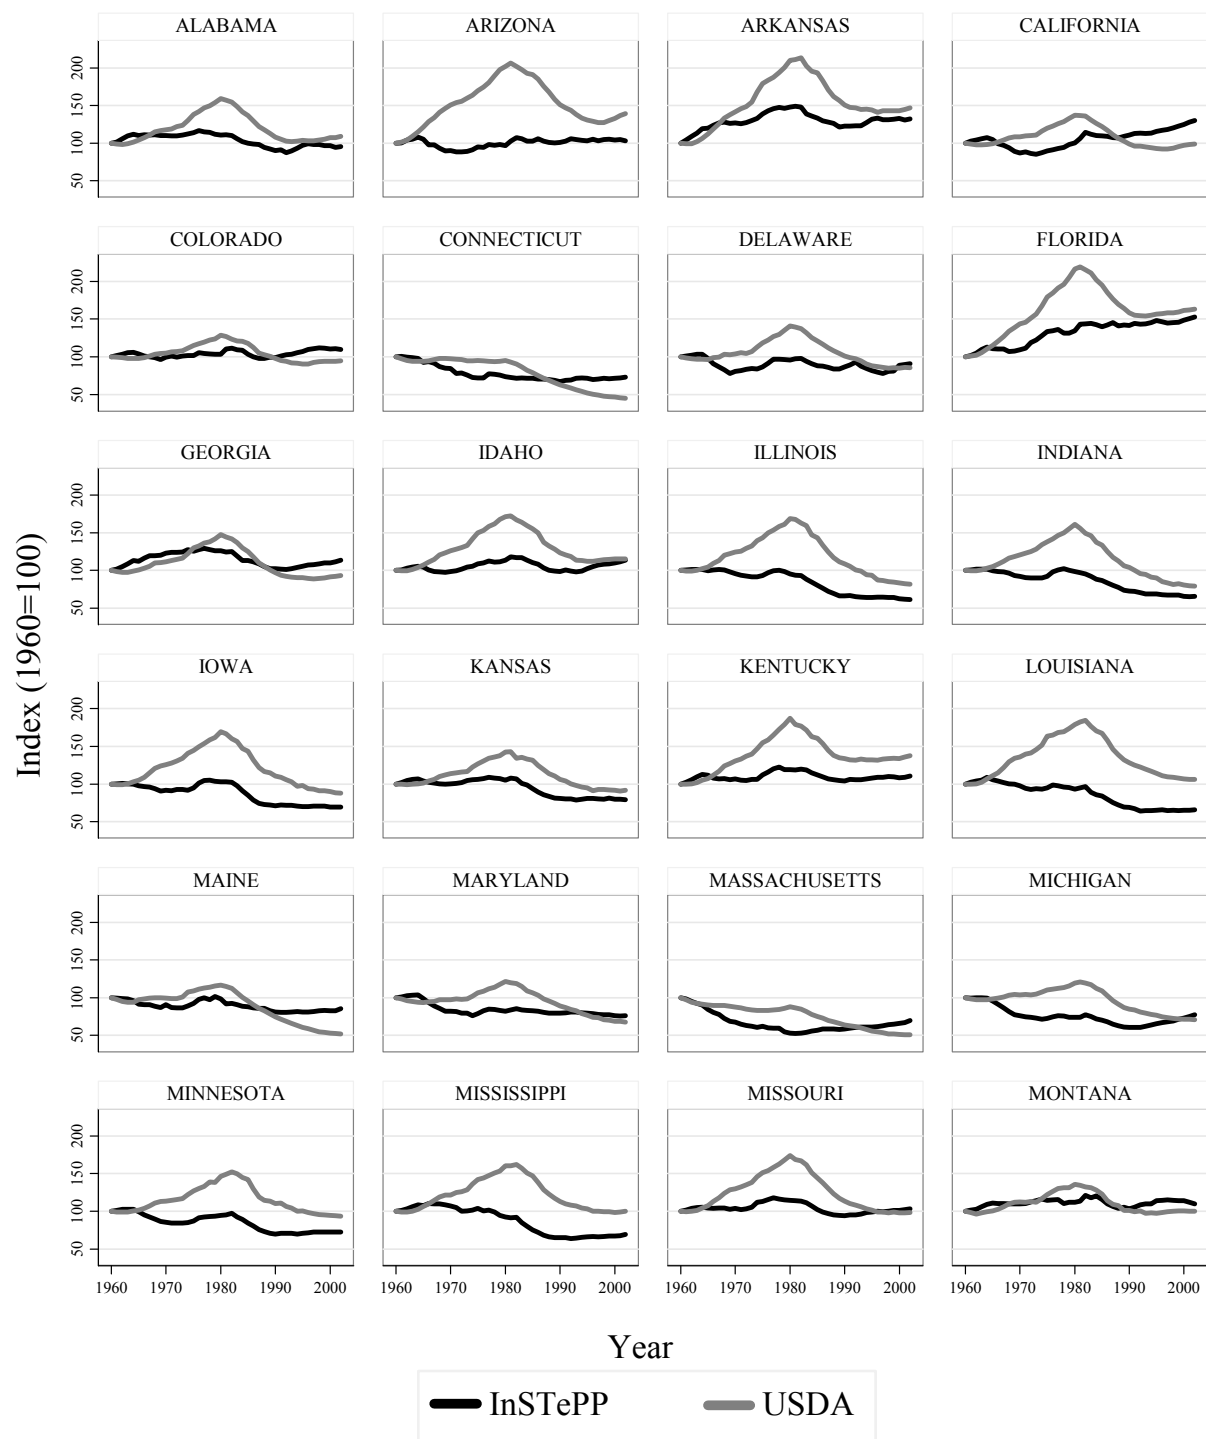 ALABAMA ARIZONA ARKANSAS CALIFORNIA
200
150
100
50
COLORADO CONNECTICUT DELAWARE FLORIDA
200
150
100
50
GEORGIA IDAHO ILLINOIS INDIANA
200
150
100
50
Index (1960=100)
IOWA KANSAS KENTUCKY LOUISIANA
200
150
100
50
MAINE MARYLAND MASSACHUSETTS MICHIGAN
200
150
100
50
MINNESOTA MISSISSIPPI MISSOURI MONTANA
200
150
100
50
1960 1970 1980 1990 2000 1960 1970 1980 1990 2000 1960 1970 1980 1990 2000 1960 1970 1980 1990 2000
Year
InSTePP USDA